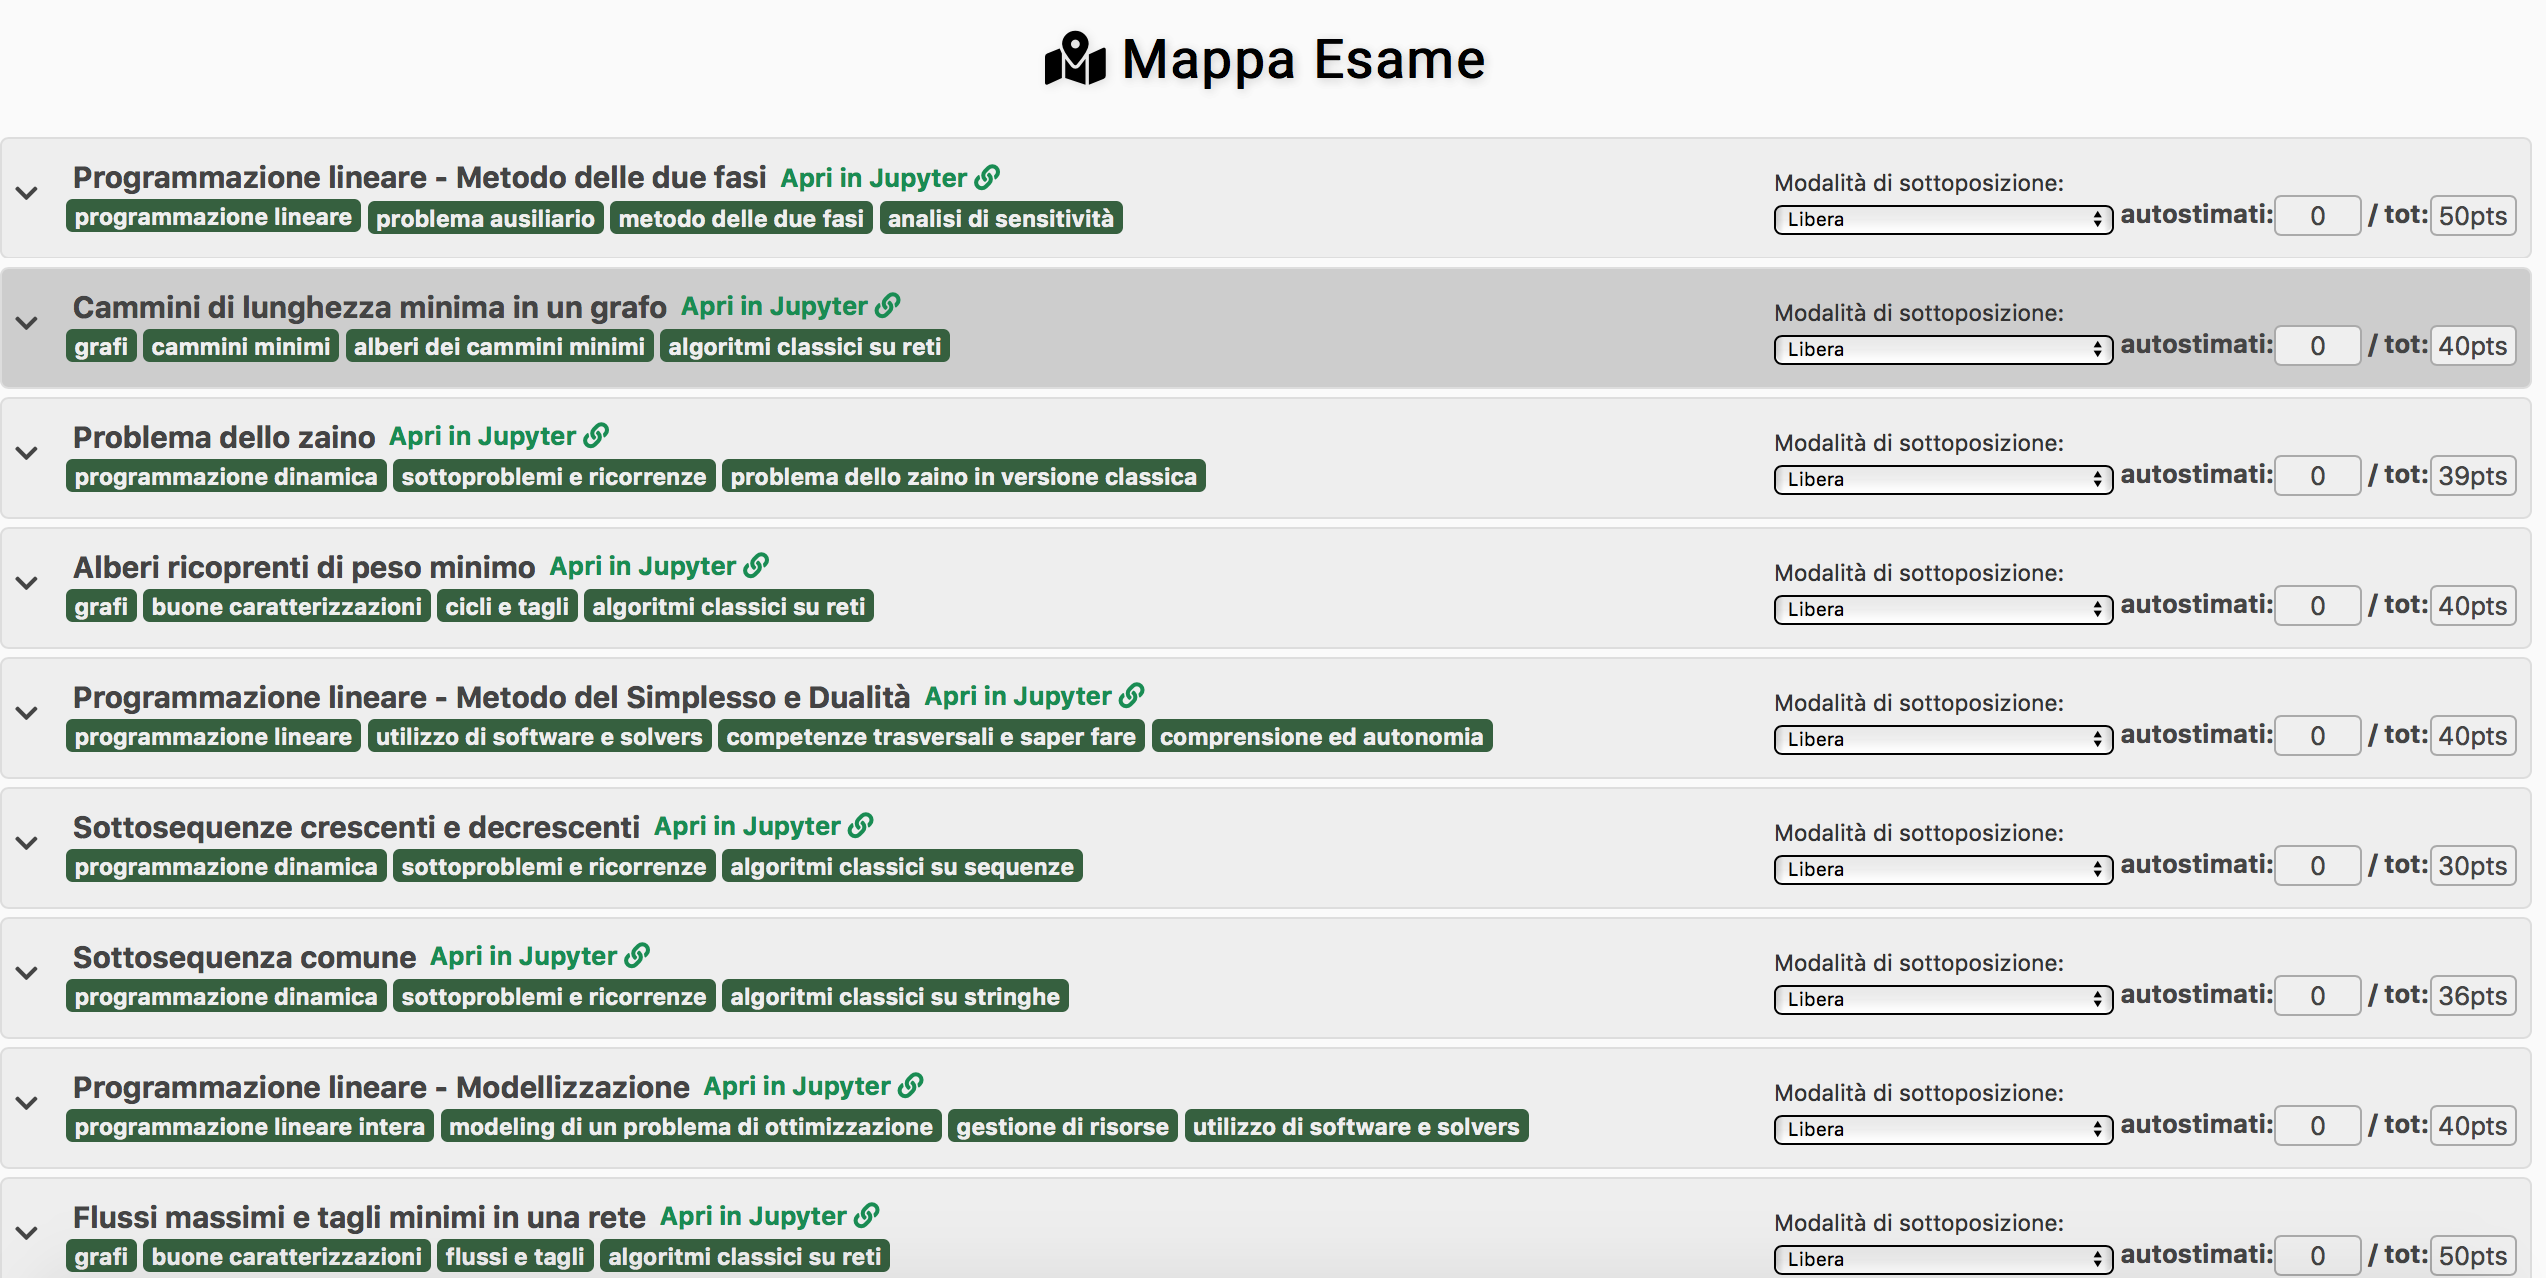 Mappa Esame
Programmazione lineare - Metodo delle due fasi Apri in Jupyter
Modalità di sottoposizione:
programmazione lineare problema ausiliario metodo delle due fasi analisi di sensitività
Libera autostimati: 0 / tot: 50pts
Cammini di lunghezza minima in un grafo Apri in Jupyter
Modalità di sottoposizione:
grafi cammini minimi alberi dei cammini minimi algoritmi classici su reti
Libera autostimati: 0 / tot: 40pts
Problema dello zaino Apri in Jupyter
Modalità di sottoposizione:
programmazione dinamica sottoproblemi e ricorrenze problema dello zaino in versione classica
Libera autostimati: 0 / tot: 39pts
Alberi ricoprenti di peso minimo Apri in Jupyter
Modalità di sottoposizione:
grafi buone caratterizzazioni cicli e tagli algoritmi classici su reti
Libera autostimati: 0 / tot: 40pts
Programmazione lineare - Metodo del Simplesso e Dualità Apri in Jupyter
Modalità di sottoposizione:
programmazione lineare utilizzo di software e solvers competenze trasversali e saper fare comprensione ed autonomia
Libera autostimati: 0 / tot: 40pts
Sottosequenze crescenti e decrescenti Apri in Jupyter
Modalità di sottoposizione:
programmazione dinamica sottoproblemi e ricorrenze algoritmi classici su sequenze
Libera autostimati: 0 / tot: 30pts
Sottosequenza comune Apri in Jupyter
Modalità di sottoposizione:
programmazione dinamica sottoproblemi e ricorrenze algoritmi classici su stringhe
Libera autostimati: 0 / tot: 36pts
Programmazione lineare - Modellizzazione Apri in Jupyter
Modalità di sottoposizione:
programmazione lineare intera modeling di un problema di ottimizzazione gestione di risorse utilizzo di software e solvers
Libera autostimati: 0 / tot: 40pts
Flussi massimi e tagli minimi in una rete Apri in Jupyter
Modalità di sottoposizione:
grafi buone caratterizzazioni flussi e tagli algoritmi classici su reti
Libera autostimati: 0 / tot: 50pts